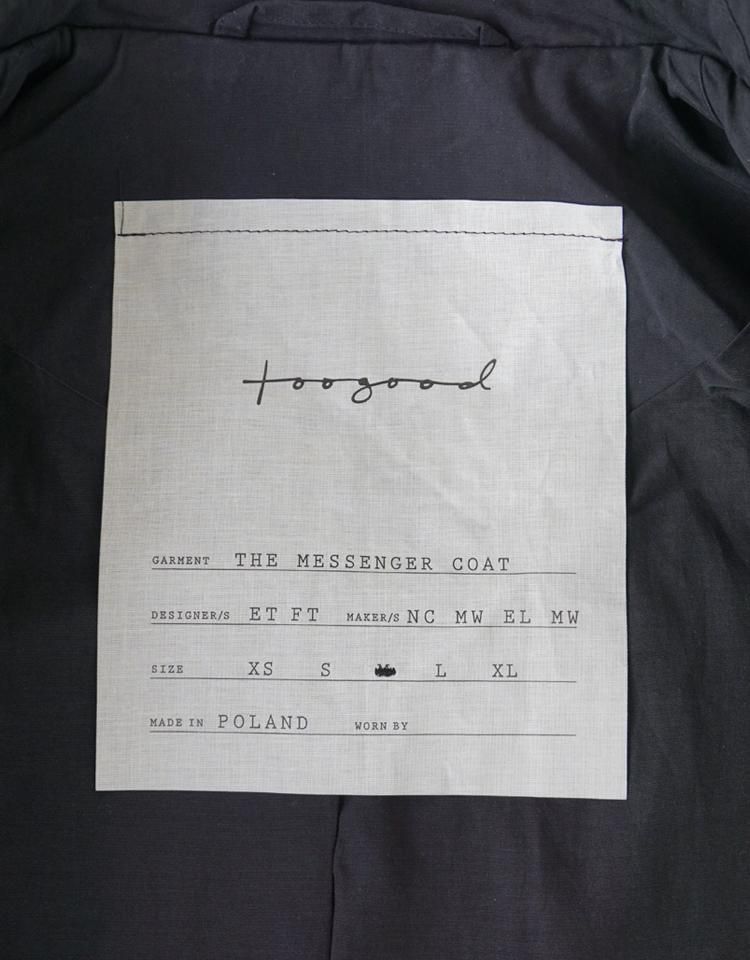 toogood
GARMENT THE MESSENGER COAT
DESIGNER/S ET FT MAKER/S NC MW EL MW
SIZE XS S M L XL
MADE IN POLAND WORN BY